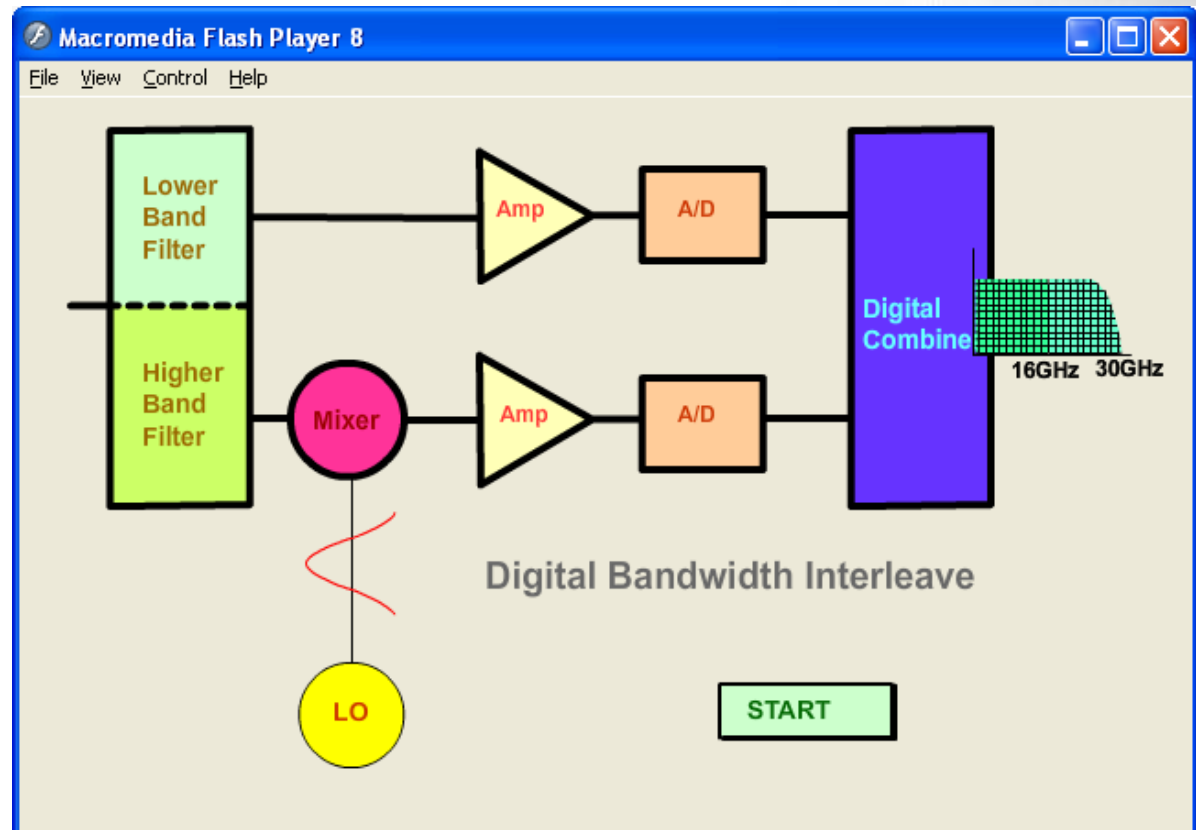 Macromedia Flash Player 8
File View Control Help
Lower
Band
Filter
Amp
A/D
Higher
Band
Filter
Mixer
Amp
A/D
Digital
Combine
16GHz 30GHz
Digital Bandwidth Interleave
LO
START